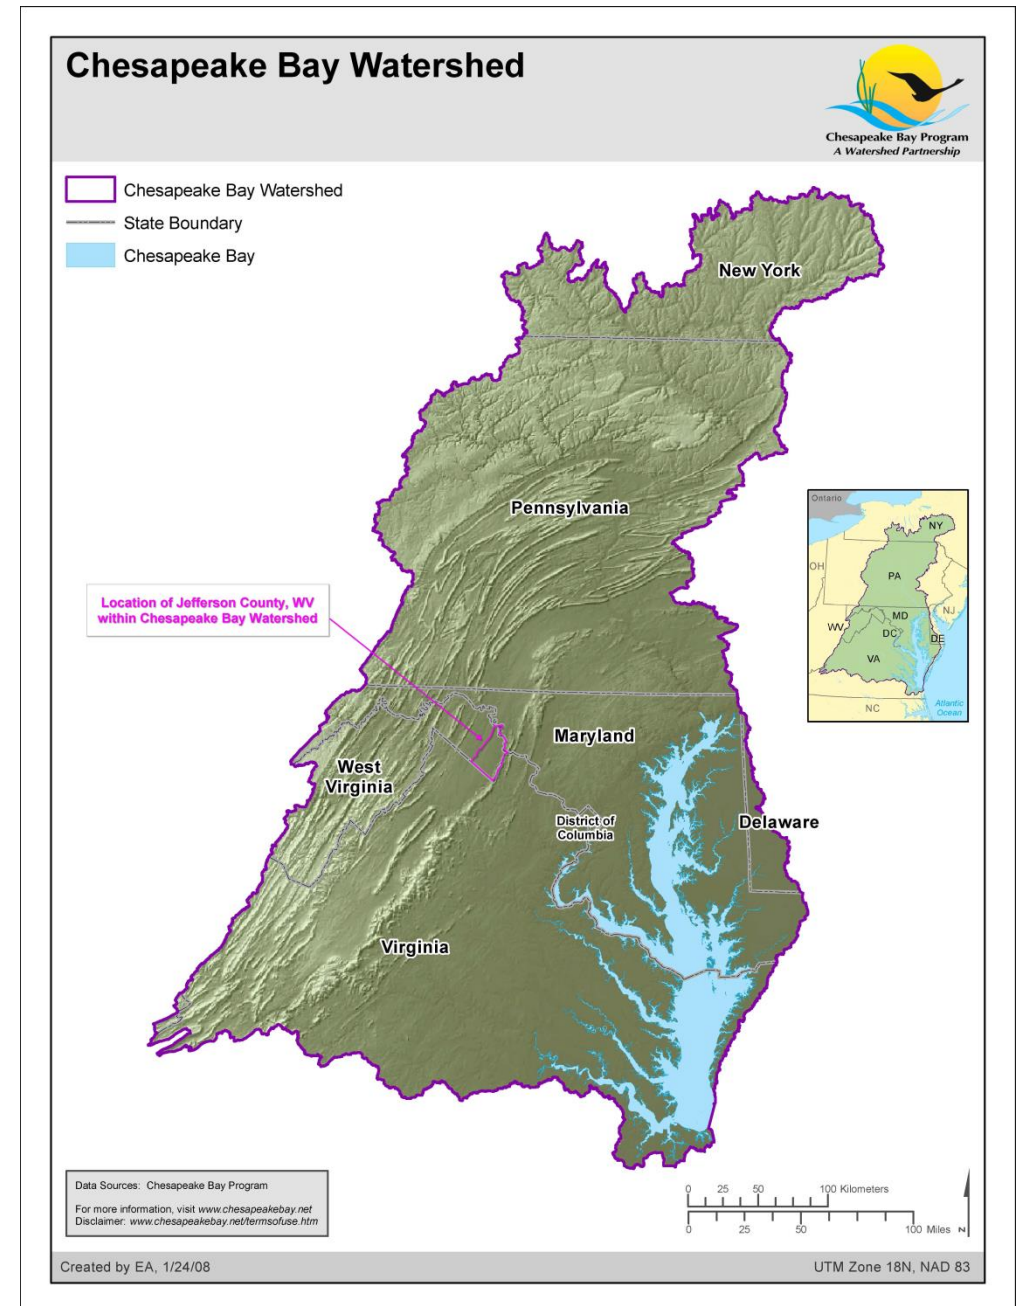 Chesapeake Bay Watershed
Chesapeake Bay Program
A Watershed Partnership
Chesapeake Bay Watershed
State Boundary
Chesapeake Bay
New York
Pennsylvania
Location of Jefferson County, WV
within Chesapeake Bay Watershed
Maryland
West
Virginia
District of
Columbia
Delaware
Virginia
Ontario
NY
OH
PA
NJ
MD
WV
DC
DE
VA
NC
Atlantic
Ocean
Data Sources: Chesapeake Bay Program
For more information, visit www.chesapeakebay.net
Disclaimer: www.chesapeakebay.net/termsofuse.htm
0 25 50 100 Kilometers
0 25 50 100 Miles
N
Created by EA, 1/24/08
UTM Zone 18N, NAD 83